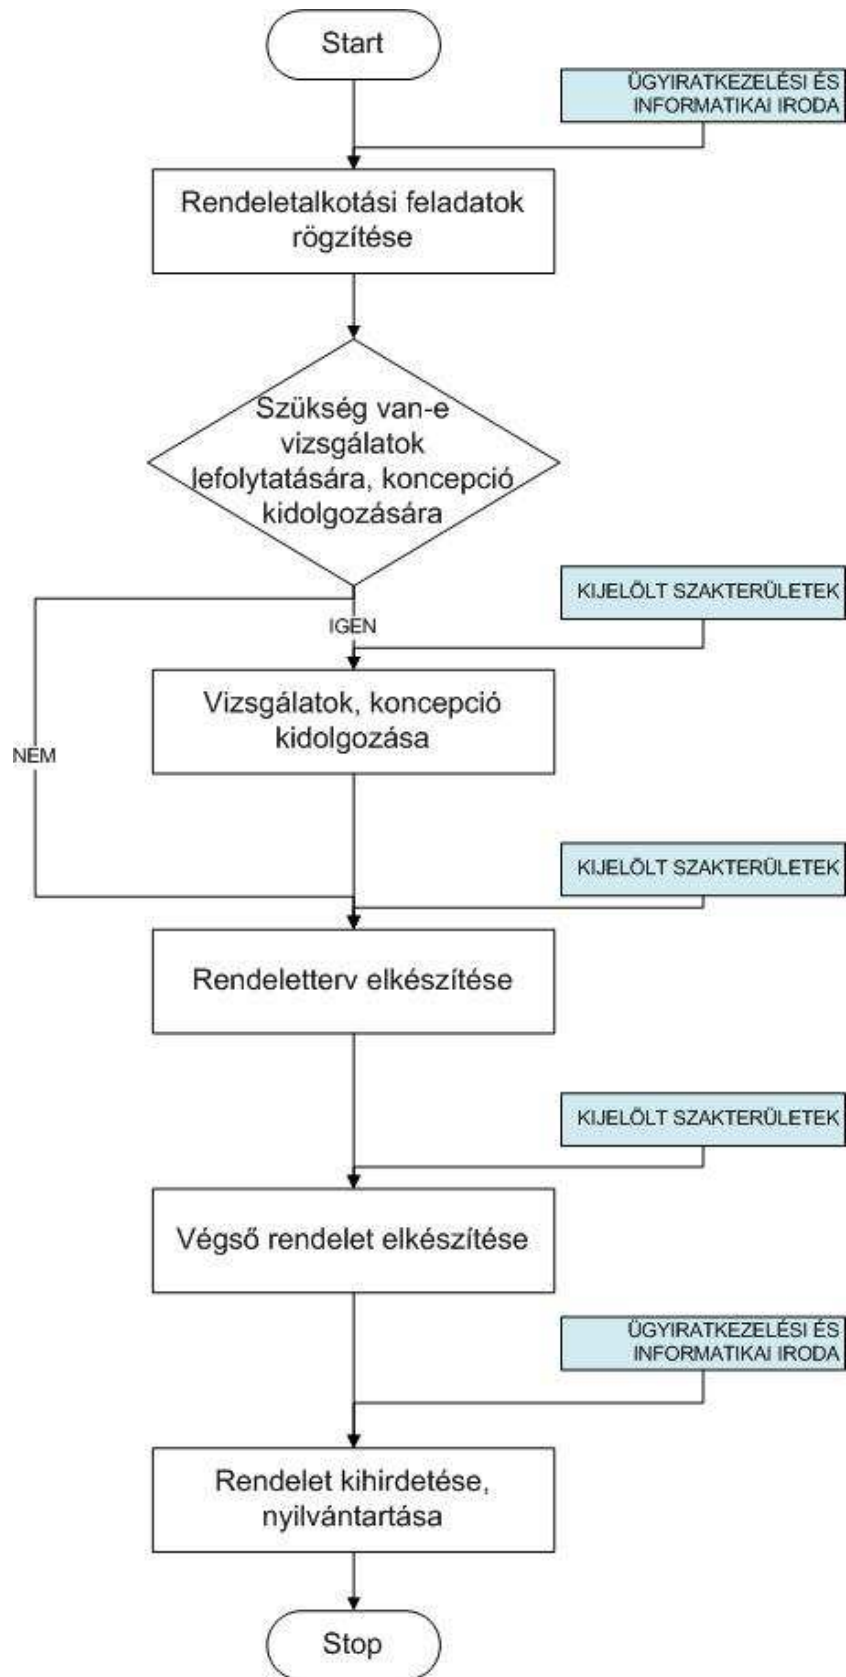 Start
ÜGYIRATKEZELÉSI ÉS
INFORMATIKAI IRODA
Rendeletalkotási feladatok
rögzítése
Szükség van-e
vizsgálatok
lefolytatására, koncepció
kidolgozására
KIJELÖLT SZAKTERÜLETEK
IGEN
Vizsgálatok, koncepció
kidolgozása
NEM
KIJELÖLT SZAKTERÜLETEK
Rendeletterv elkészítése
KIJELÖLT SZAKTERÜLETEK
Végső rendelet elkészítése
ÜGYIRATKEZELÉSI ÉS
INFORMATIKAI IRODA
Rendelet kihirdetése,
nyilvántartása
Stop